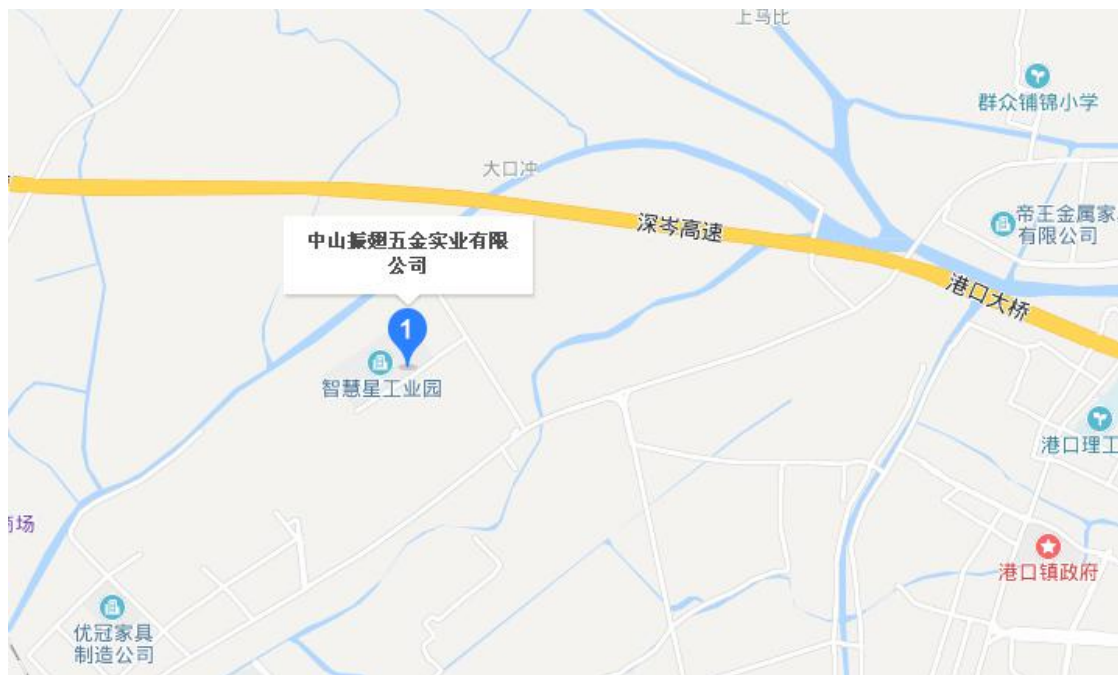 上马比
群众铺锦小学
大口冲
深岑高速
帝王金属家
有限公司
中山振翅五金实业有限
公司
港口大桥
1
智慧星工业园
港口理工
商场
港口镇政府
优冠家具
制造公司